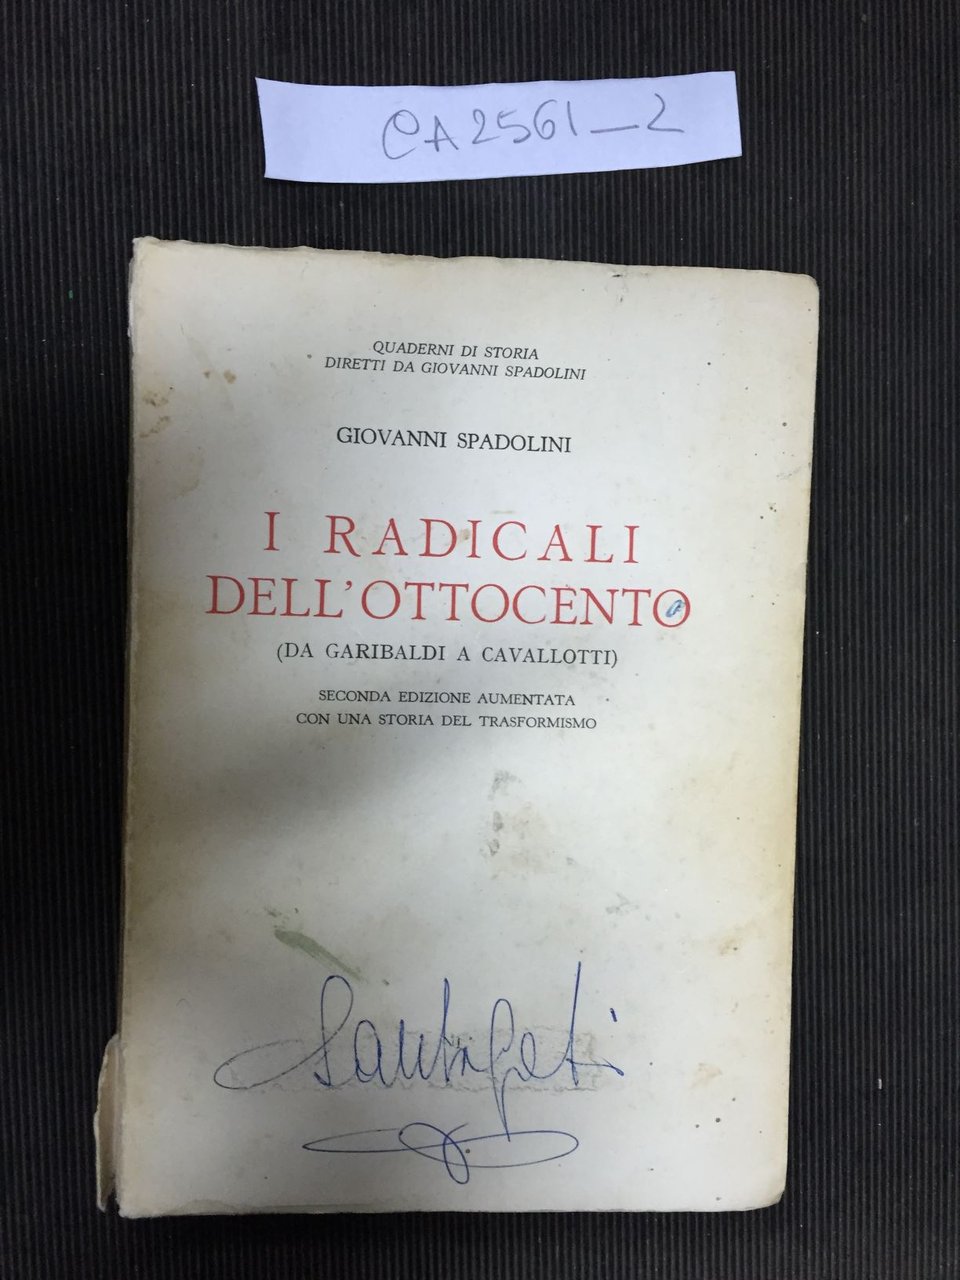 CA2561_2
QUADERNI DI STORIA
DIRETTI DA GIOVANNI SPADOLINI
GIOVANNI SPADOLINI
I RADICALI
DELL'OTTOCENTO
(DA GARIBALDI A CAVALLOTTI)
SECONDA EDIZIONE AUMENTATA
CON UNA STORIA DEL TRASFORMISMO